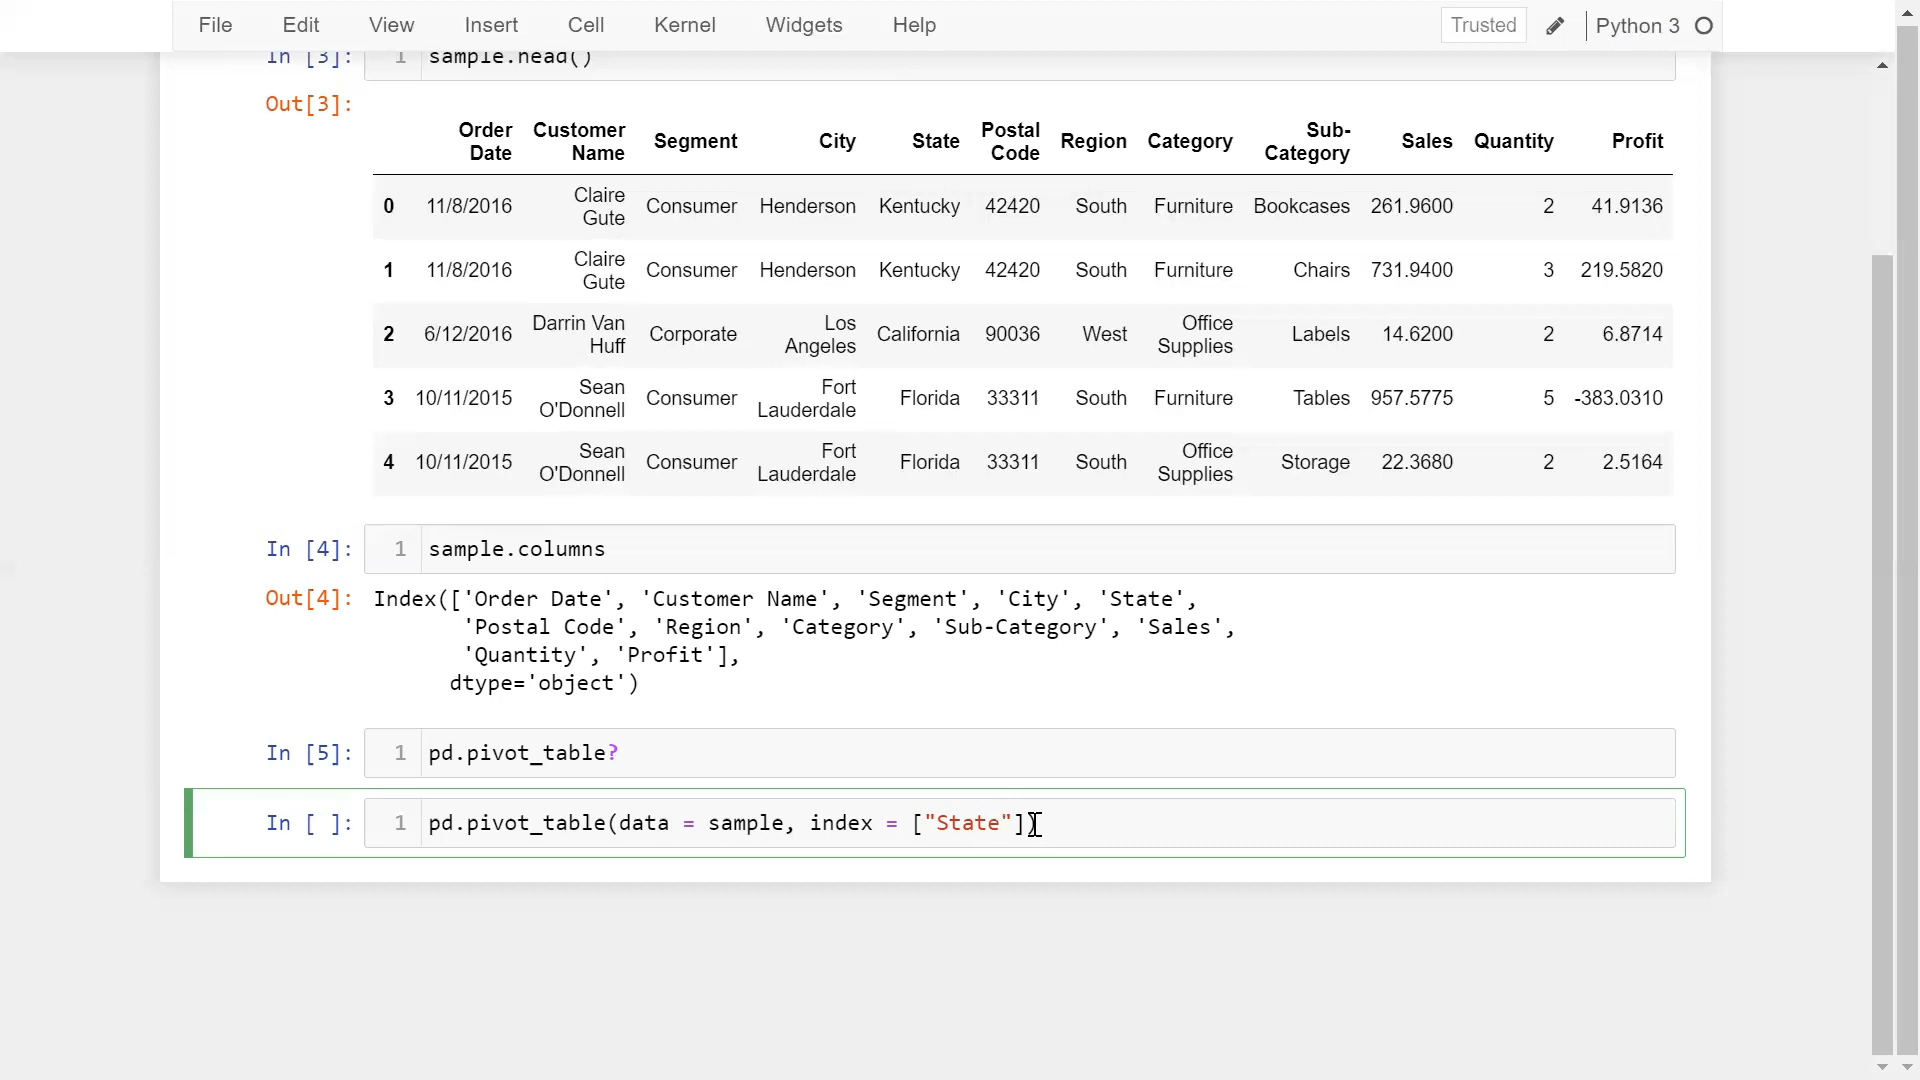 File Edit View Insert Cell Kernel Widgets Help Trusted Python 3
In [3]: 1 sample.head()
Out[3]:
Order Date Customer Name Segment City State Postal Code Region Category Sub-Category Sales Quantity Profit
0 11/8/2016 Claire Gute Consumer Henderson Kentucky 42420 South Furniture Bookcases 261.9600 2 41.9136
1 11/8/2016 Claire Gute Consumer Henderson Kentucky 42420 South Furniture Chairs 731.9400 3 219.5820
2 6/12/2016 Darrin Van Huff Corporate Los Angeles California 90036 West Office Supplies Labels 14.6200 2 6.8714
3 10/11/2015 Sean O'Donnell Consumer Fort Lauderdale Florida 33311 South Furniture Tables 957.5775 5 -383.0310
4 10/11/2015 Sean O'Donnell Consumer Fort Lauderdale Florida 33311 South Office Supplies Storage 22.3680 2 2.5164
In [4]: 1 sample.columns
Out[4]: Index(['Order Date', 'Customer Name', 'Segment', 'City', 'State',
'Postal Code', 'Region', 'Category', 'Sub-Category', 'Sales',
'Quantity', 'Profit'],
dtype='object')
In [5]: 1 pd.pivot_table?
In [ ]: 1 pd.pivot_table(data = sample, index = ["State"])